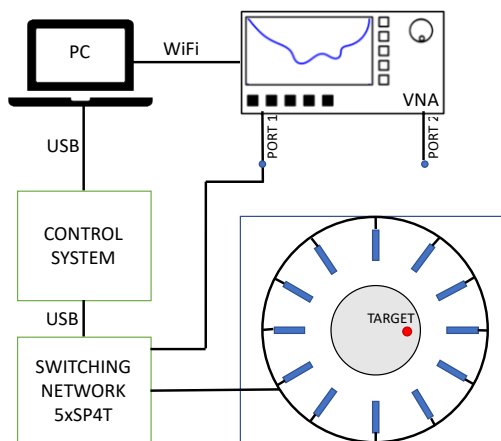 PC
WiFi
VNA
PORT 1
PORT 2
USB
CONTROL
SYSTEM
USB
SWITCHING
NETWORK
5xSP4T
TARGET